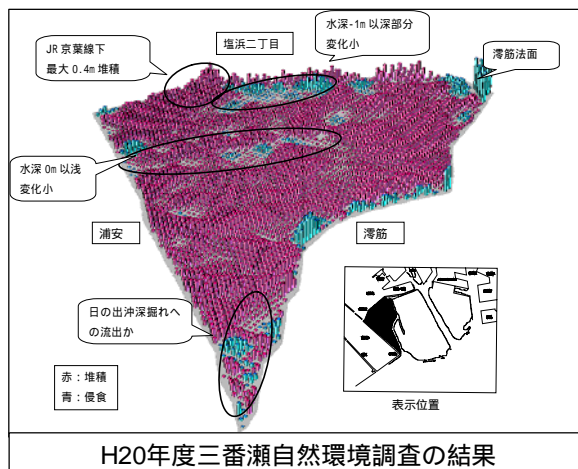 JR京葉線下
最大0.4m堆積
塩浜二丁目
水深-1m以深部分
変化小
澪筋法面
水深0m以浅
変化小
浦安
澪筋
日の出沖深掘れへ
の流出か
赤：堆積
青：侵食
表示位置
H20年度三番瀬自然環境調査の結果